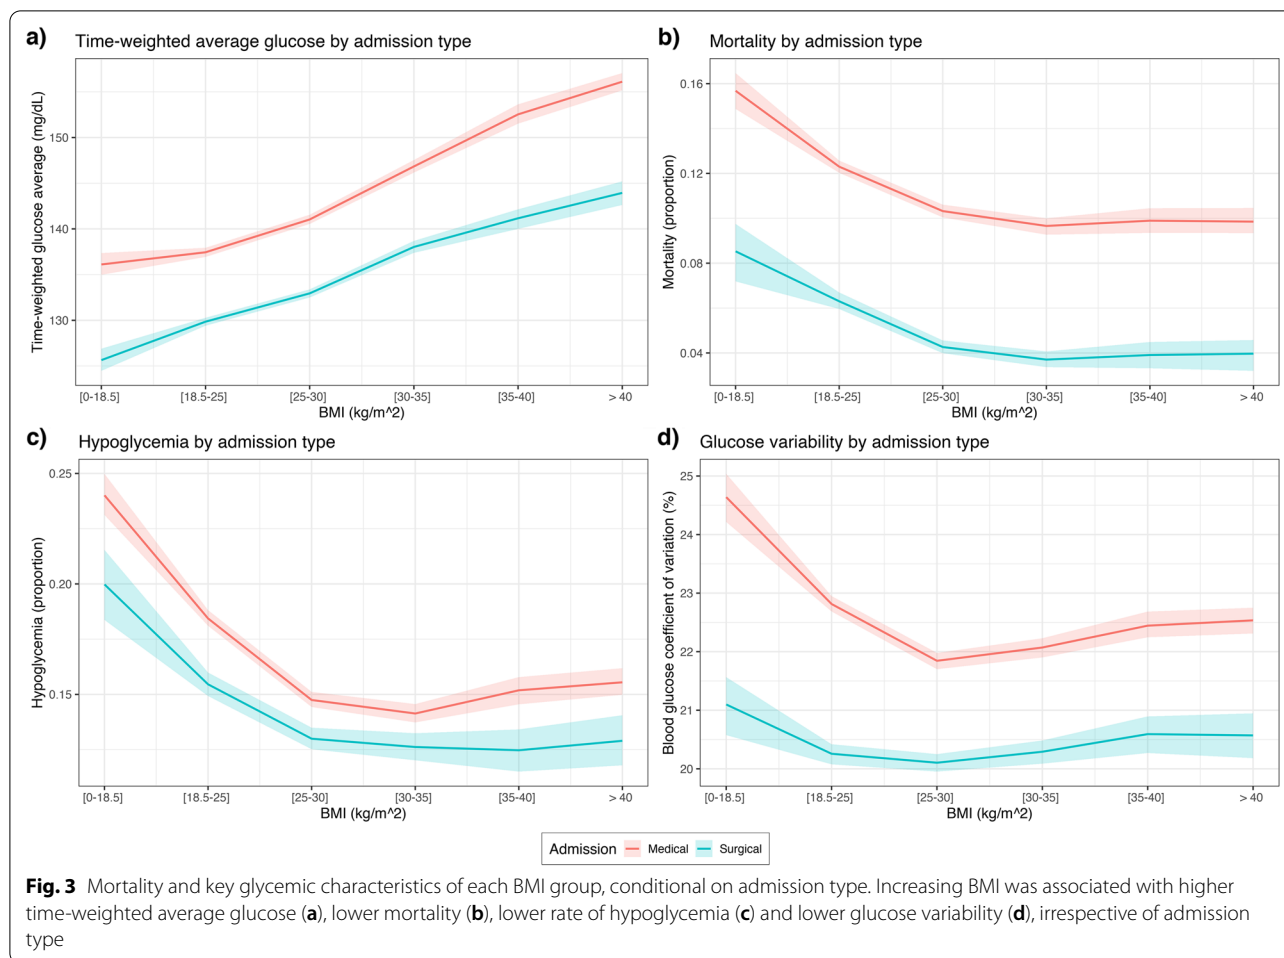 a) Time-weighted average glucose by admission type
Time-weighted glucose average (mg/dL)
150
140
130
[0-18.5] [18.5-25] [25-30] [30-35] [35-40] > 40
BMI (kg/m^2)
b) Mortality by admission type
Mortality (proportion)
0.16
0.12
0.08
0.04
[0-18.5] [18.5-25] [25-30] [30-35] [35-40] > 40
BMI (kg/m^2)
c) Hypoglycemia by admission type
Hypoglycemia (proportion)
0.25
0.20
0.15
[0-18.5] [18.5-25] [25-30] [30-35] [35-40] > 40
BMI (kg/m^2)
d) Glucose variability by admission type
Blood glucose coefficient of variation (%)
25
24
23
22
21
20
[0-18.5] [18.5-25] [25-30] [30-35] [35-40] > 40
BMI (kg/m^2)
Admission Medical Surgical
Fig. 3 Mortality and key glycemic characteristics of each BMI group, conditional on admission type. Increasing BMI was associated with higher
time-weighted average glucose (a), lower mortality (b), lower rate of hypoglycemia (c) and lower glucose variability (d), irrespective of admission
type